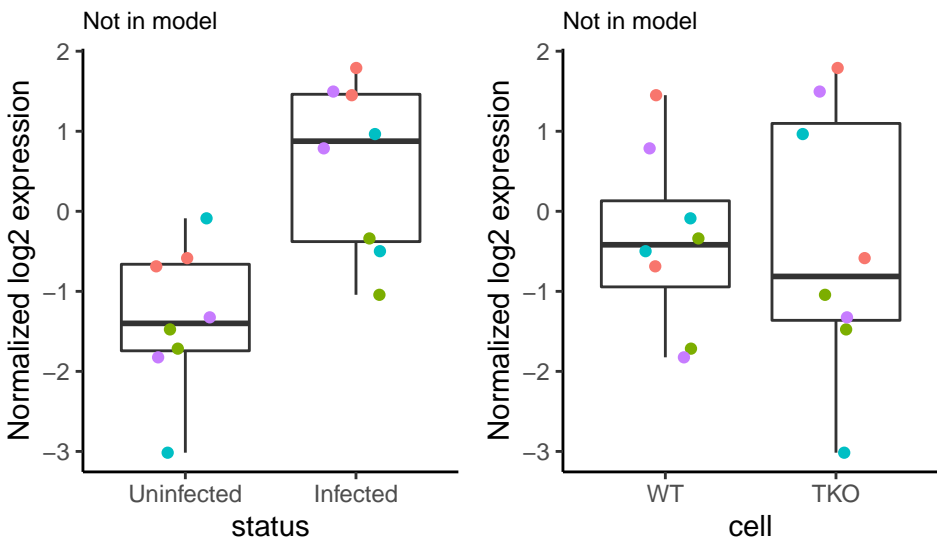 Not in model
Normalized log2 expression
2
1
0
−1
−2
−3
Uninfected
Infected
status
Not in model
Normalized log2 expression
2
1
0
−1
−2
−3
WT
TKO
cell